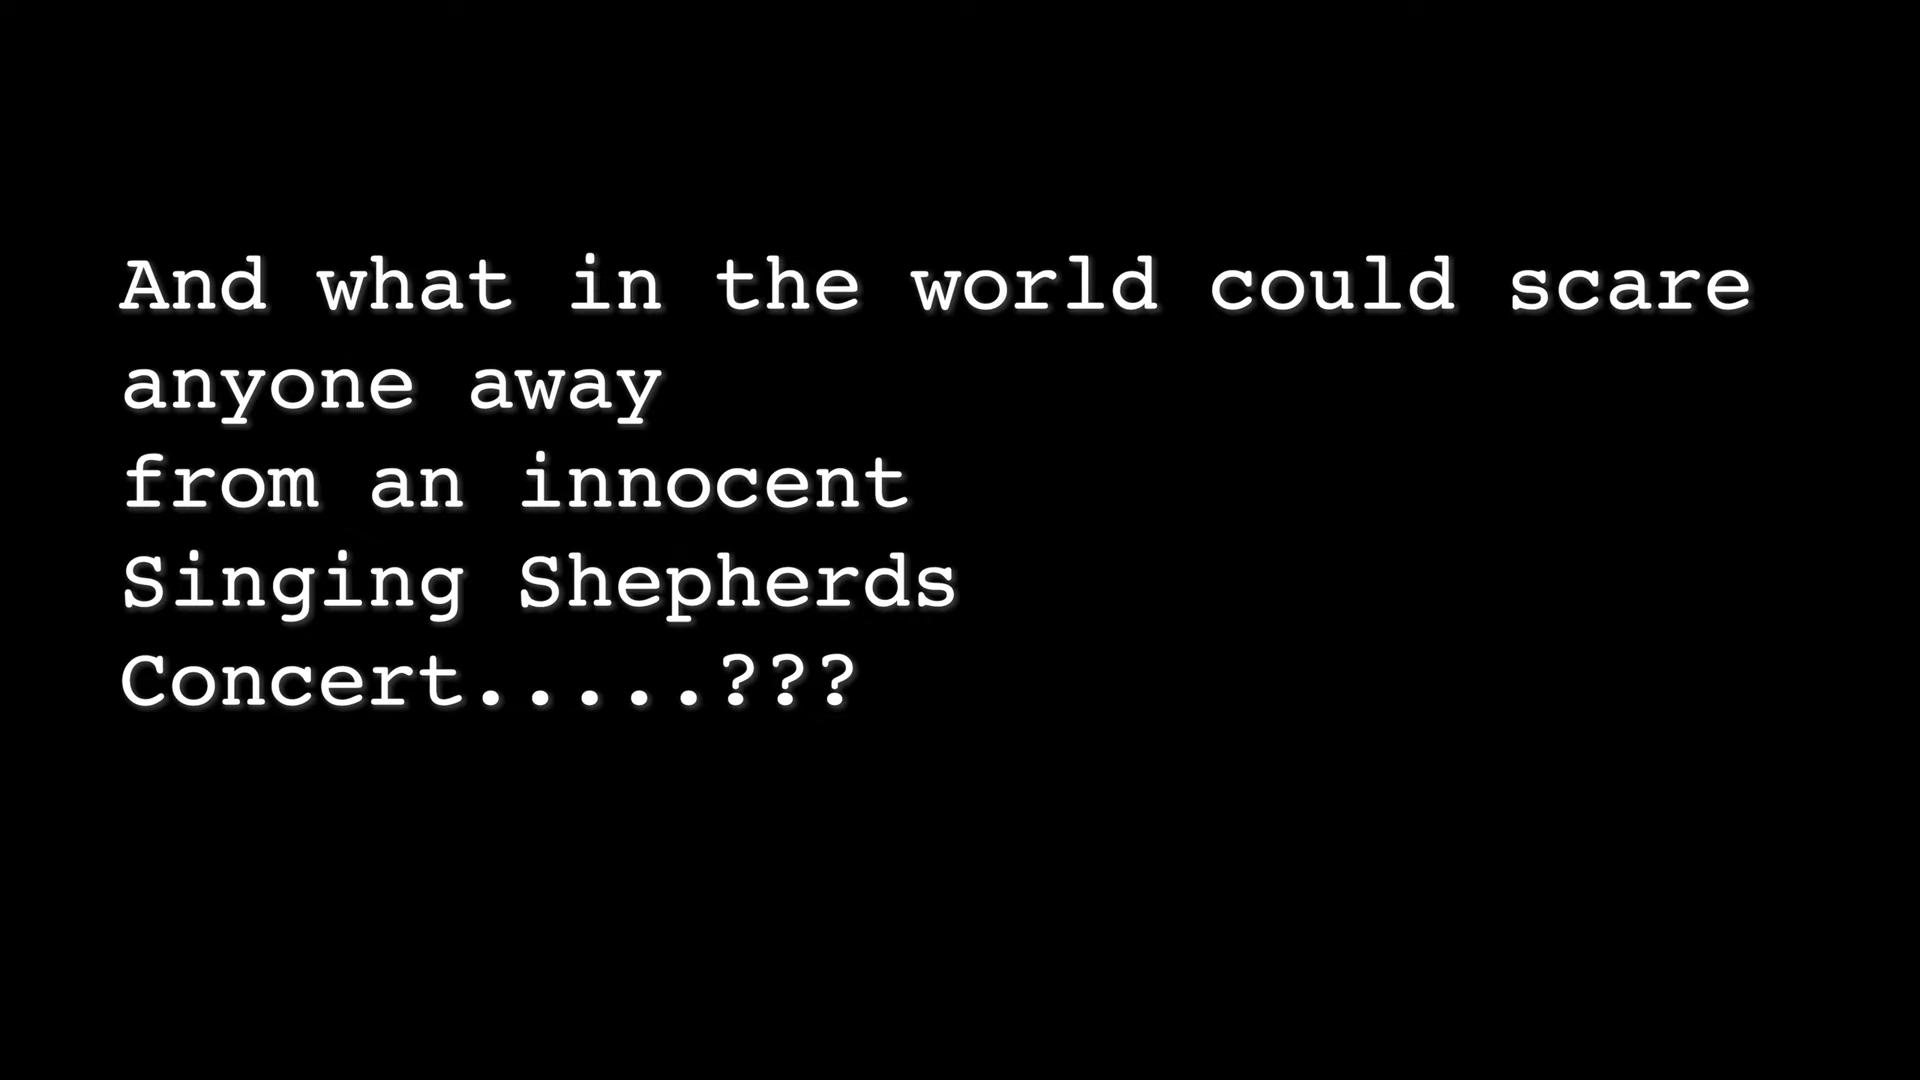 And what in the world could scare
anyone away
from an innocent
Singing Shepherds
Concert.....???